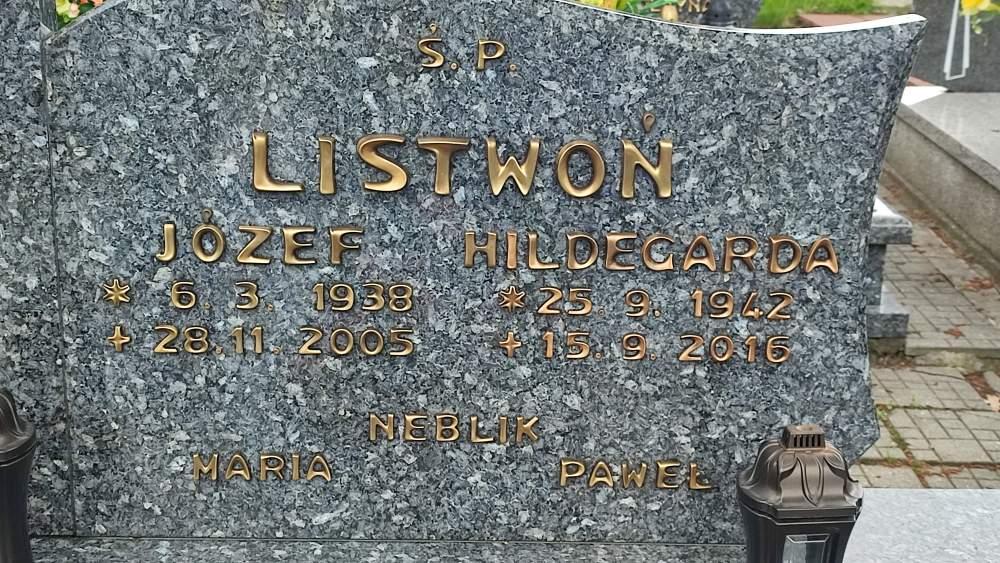 Ś. P.
LISTWOŃ
JÓZEF HILDEGARDA
* 6. 3. 1938 * 25. 9. 1942
+ 28. 11. 2005 + 15. 9. 2016
NEBLIK
MARIA PAWEŁ